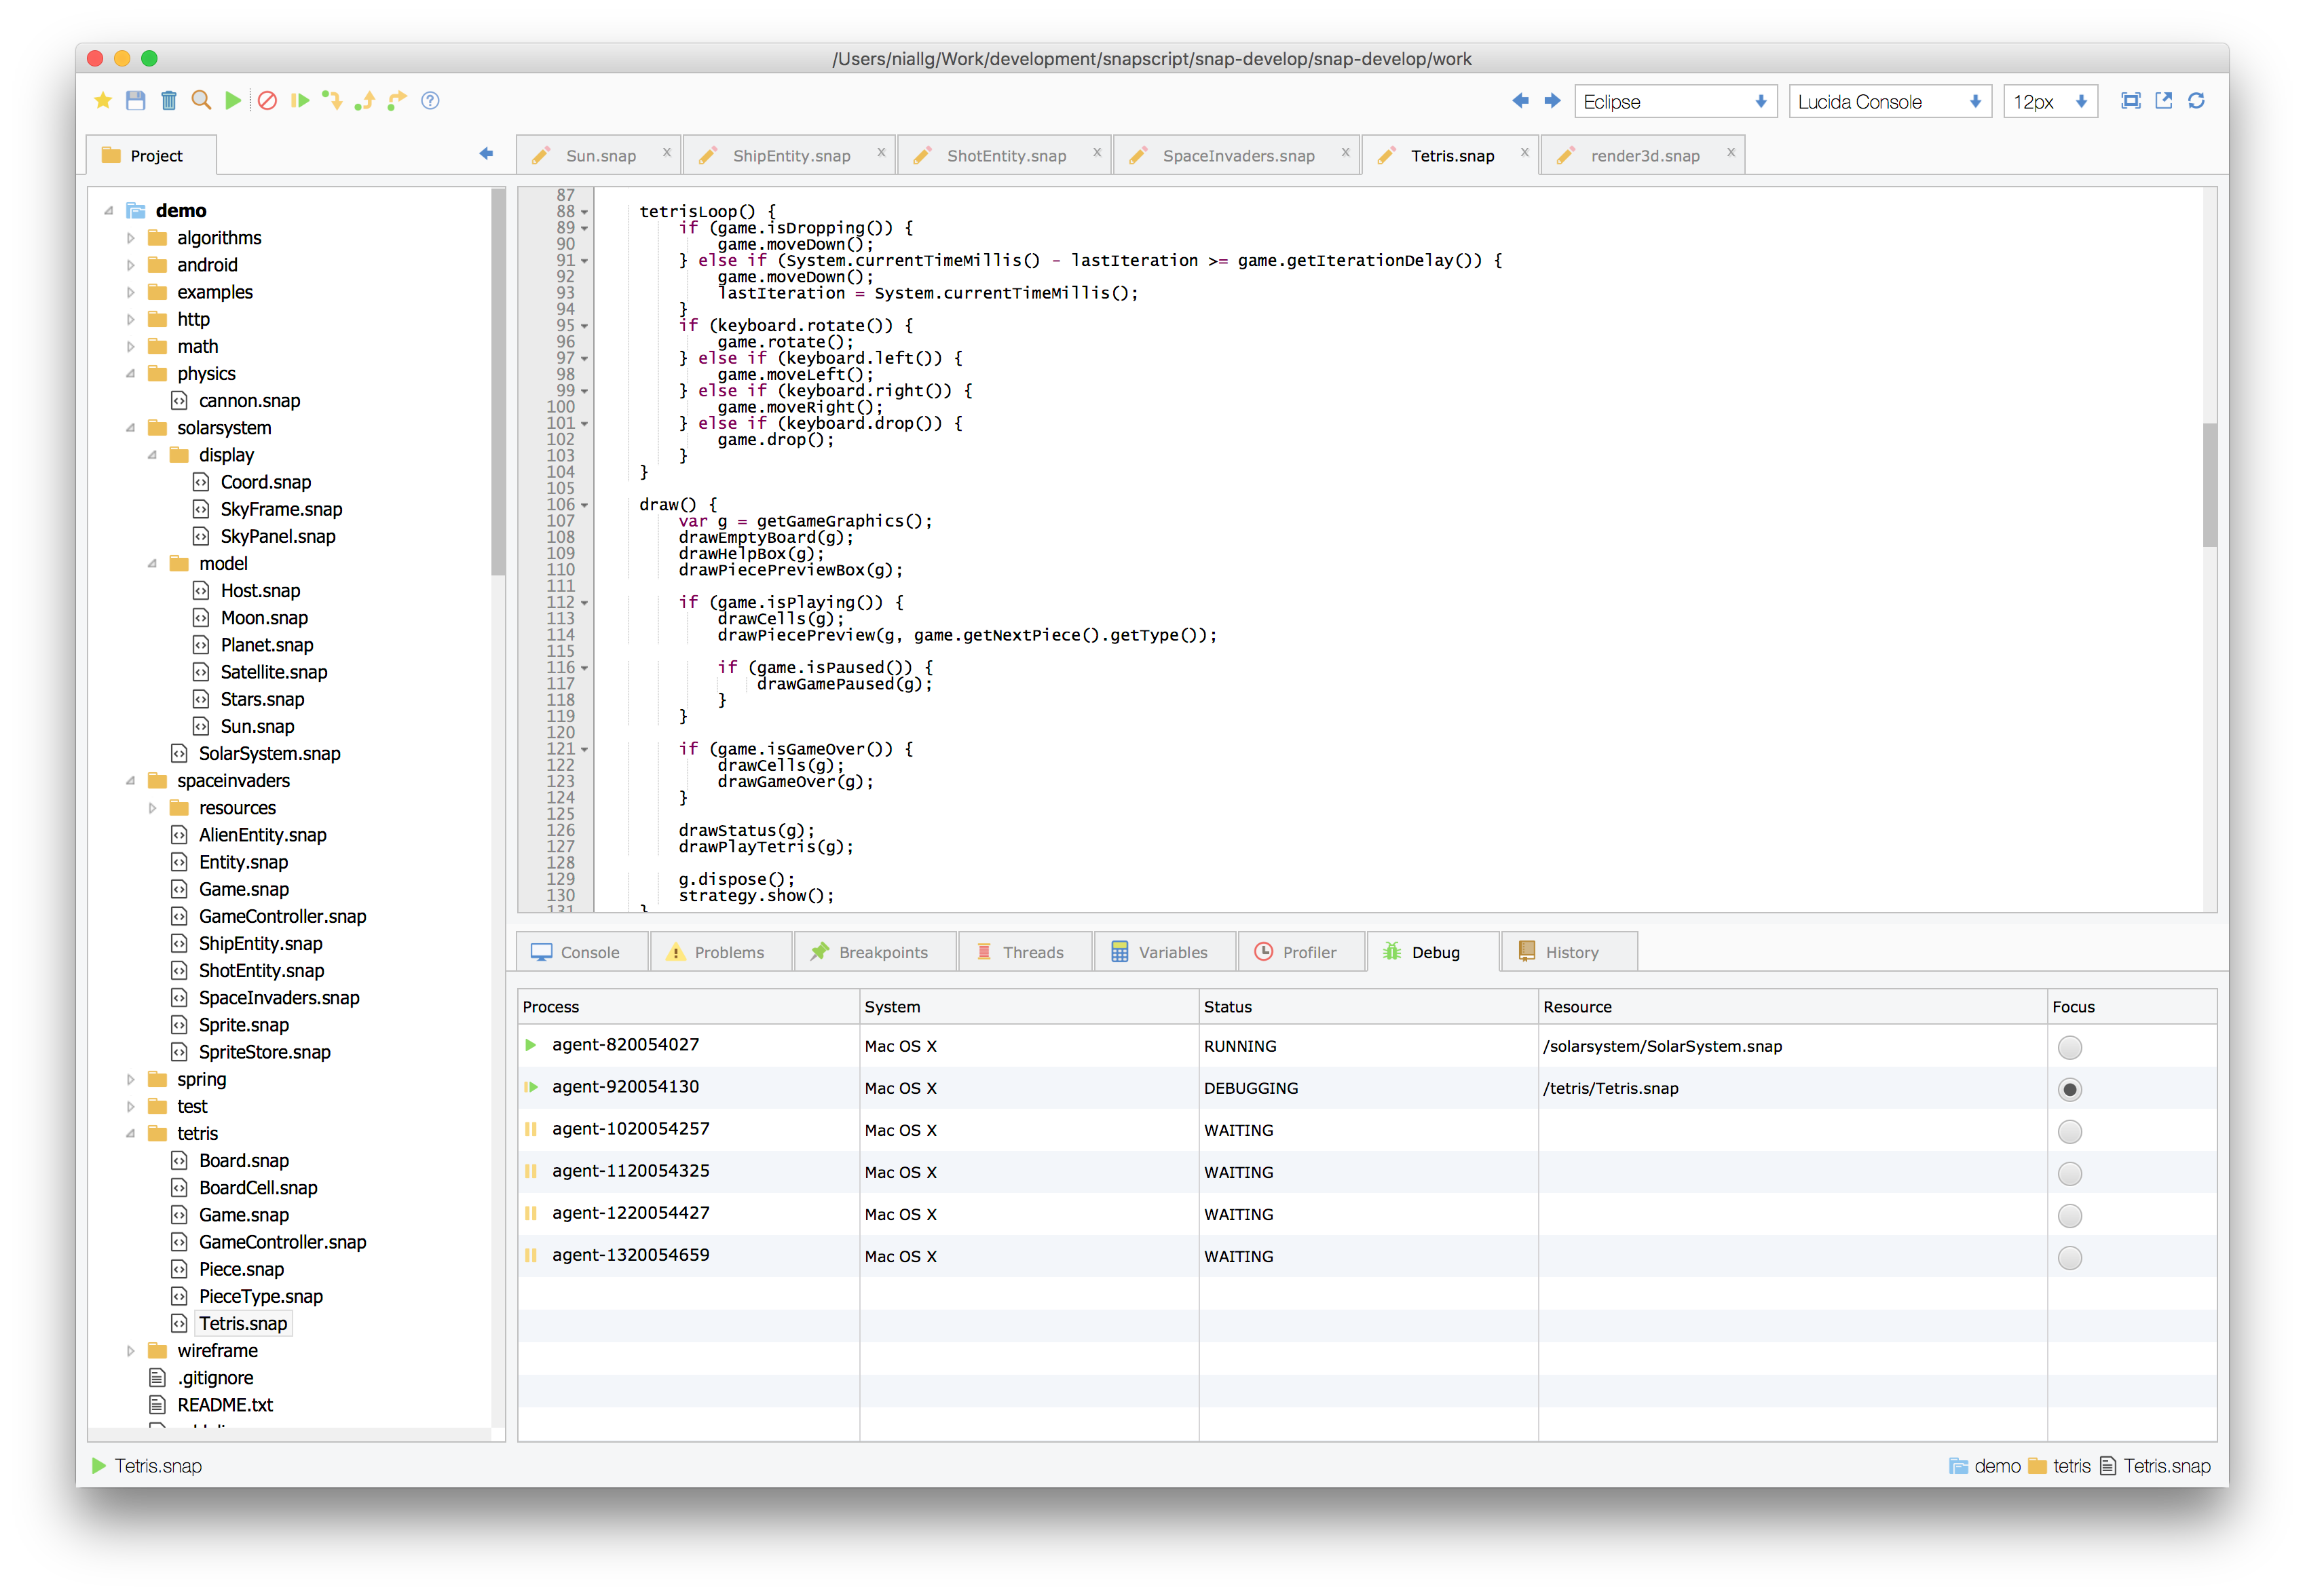 /Users/niallg/Work/development/snapscript/snap-develop/snap-develop/work
Eclipse
Lucida Console
12px
Project
Sun.snap x
ShipEntity.snap x
ShotEntity.snap x
SpaceInvaders.snap x
Tetris.snap x
render3d.snap x
demo
algorithms
android
examples
http
math
physics
cannon.snap
solarsystem
display
Coord.snap
SkyFrame.snap
SkyPanel.snap
model
Host.snap
Moon.snap
Planet.snap
Satellite.snap
Stars.snap
Sun.snap
SolarSystem.snap
spaceinvaders
resources
AlienEntity.snap
Entity.snap
Game.snap
GameController.snap
ShipEntity.snap
ShotEntity.snap
SpaceInvaders.snap
Sprite.snap
SpriteStore.snap
spring
test
tetris
Board.snap
BoardCell.snap
Game.snap
GameController.snap
Piece.snap
PieceType.snap
Tetris.snap
wireframe
.gitignore
README.txt
87
88 tetrisLoop() {
89 if (game.isDropping()) {
90 game.moveDown();
91 } else if (System.currentTimeMillis() - lastIteration >= game.getIterationDelay()) {
92 game.moveDown();
93 lastIteration = System.currentTimeMillis();
94 }
95 if (keyboard.rotate()) {
96 game.rotate();
97 } else if (keyboard.left()) {
98 game.moveLeft();
99 } else if (keyboard.right()) {
100 game.moveRight();
101 } else if (keyboard.drop()) {
102 game.drop();
103 }
104 }
105
106 draw() {
107 var g = getGameGraphics();
108 drawEmptyBoard(g);
109 drawHelpBox(g);
110 drawPiecePreviewBox(g);
111
112 if (game.isPlaying()) {
113 drawCells(g);
114 drawPiecePreview(g, game.getNextPiece().getType());
115
116 if (game.isPaused()) {
117 drawGamePaused(g);
118 }
119 }
120
121 if (game.isGameOver()) {
122 drawCells(g);
123 drawGameOver(g);
124 }
125
126 drawStatus(g);
127 drawPlayTetris(g);
128
129 g.dispose();
130 strategy.show();
131 }
Console
Problems
Breakpoints
Threads
Variables
Profiler
Debug
History
Process System Status Resource Focus
agent-820054027 Mac OS X RUNNING /solarsystem/SolarSystem.snap
agent-920054130 Mac OS X DEBUGGING /tetris/Tetris.snap
agent-1020054257 Mac OS X WAITING
agent-1120054325 Mac OS X WAITING
agent-1220054427 Mac OS X WAITING
agent-1320054659 Mac OS X WAITING
Tetris.snap
demo tetris Tetris.snap